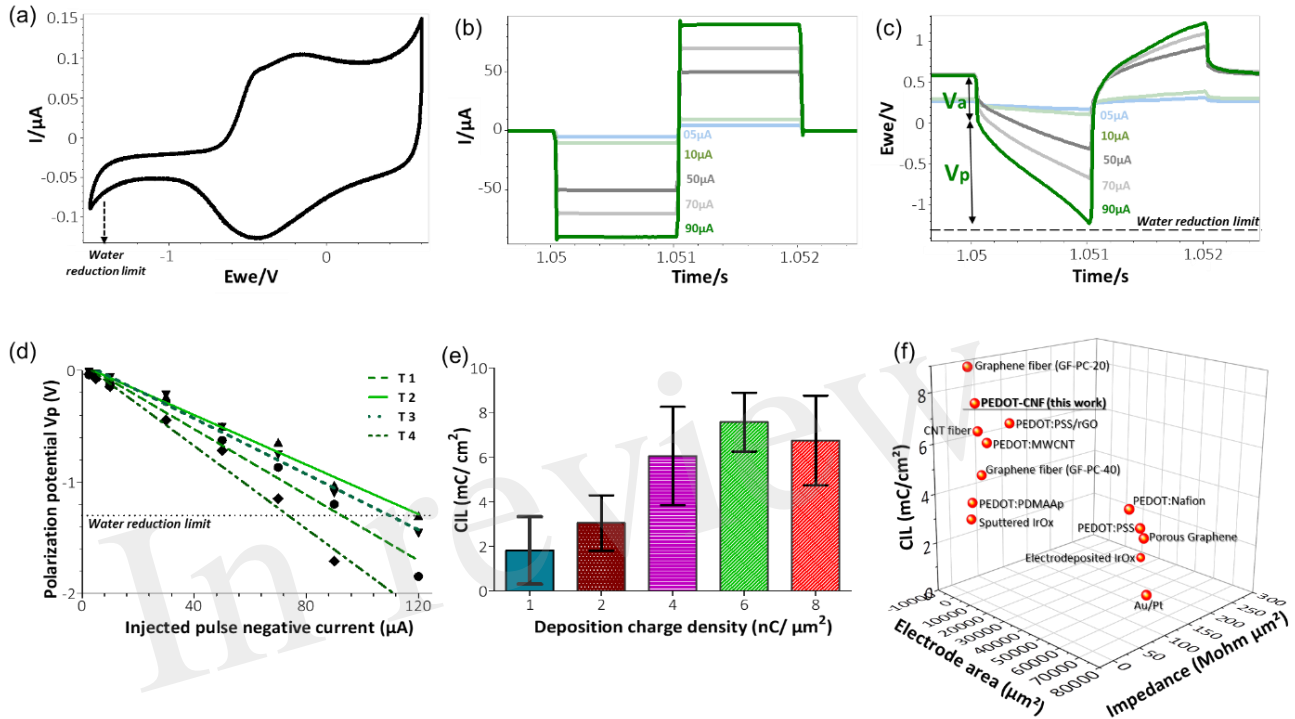 (a)
0.15
0.1
0.05
0
-0.05
-0.1
I/µA
-1
0
Water
reduction limit
Ewe/V
(b)
50
0
-50
I/µA
05µA
10µA
50µA
70µA
90µA
1.05
1.051
1.052
Time/s
(c)
1
0.5
0
-0.5
-1
Ewe/V
Va
Vp
05µA
10µA
50µA
70µA
90µA
Water reduction limit
1.05
1.051
1.052
Time/s
(d)
0
-1
-2
Polarization potential Vp (V)
T 1
T 2
T 3
T 4
Water reduction limit
0
20
40
60
80
100
120
Injected pulse negative current (µA)
(e)
10
8
6
4
2
0
CIL (mC/ cm²)
1
2
4
6
8
Deposition charge density (nC/ µm²)
(f)
8
6
4
2
0
CIL (mC/cm²)
Graphene fiber (GF-PC-20)
PEDOT-CNF (this work)
CNT fiber
PEDOT:PSS/rGO
PEDOT:MWCNT
Graphene fiber (GF-PC-40)
PEDOT:PDMAAp
Sputtered IrOx
PEDOT:Nafion
PEDOT:PSS
Porous Graphene
Electrodeposited IrOx
Au/Pt
-10000
0
10000
20000
30000
40000
50000
60000
70000
80000
Electrode area (µm²)
0
50
100
150
200
250
300
Impedance (Mohm µm²)
In review